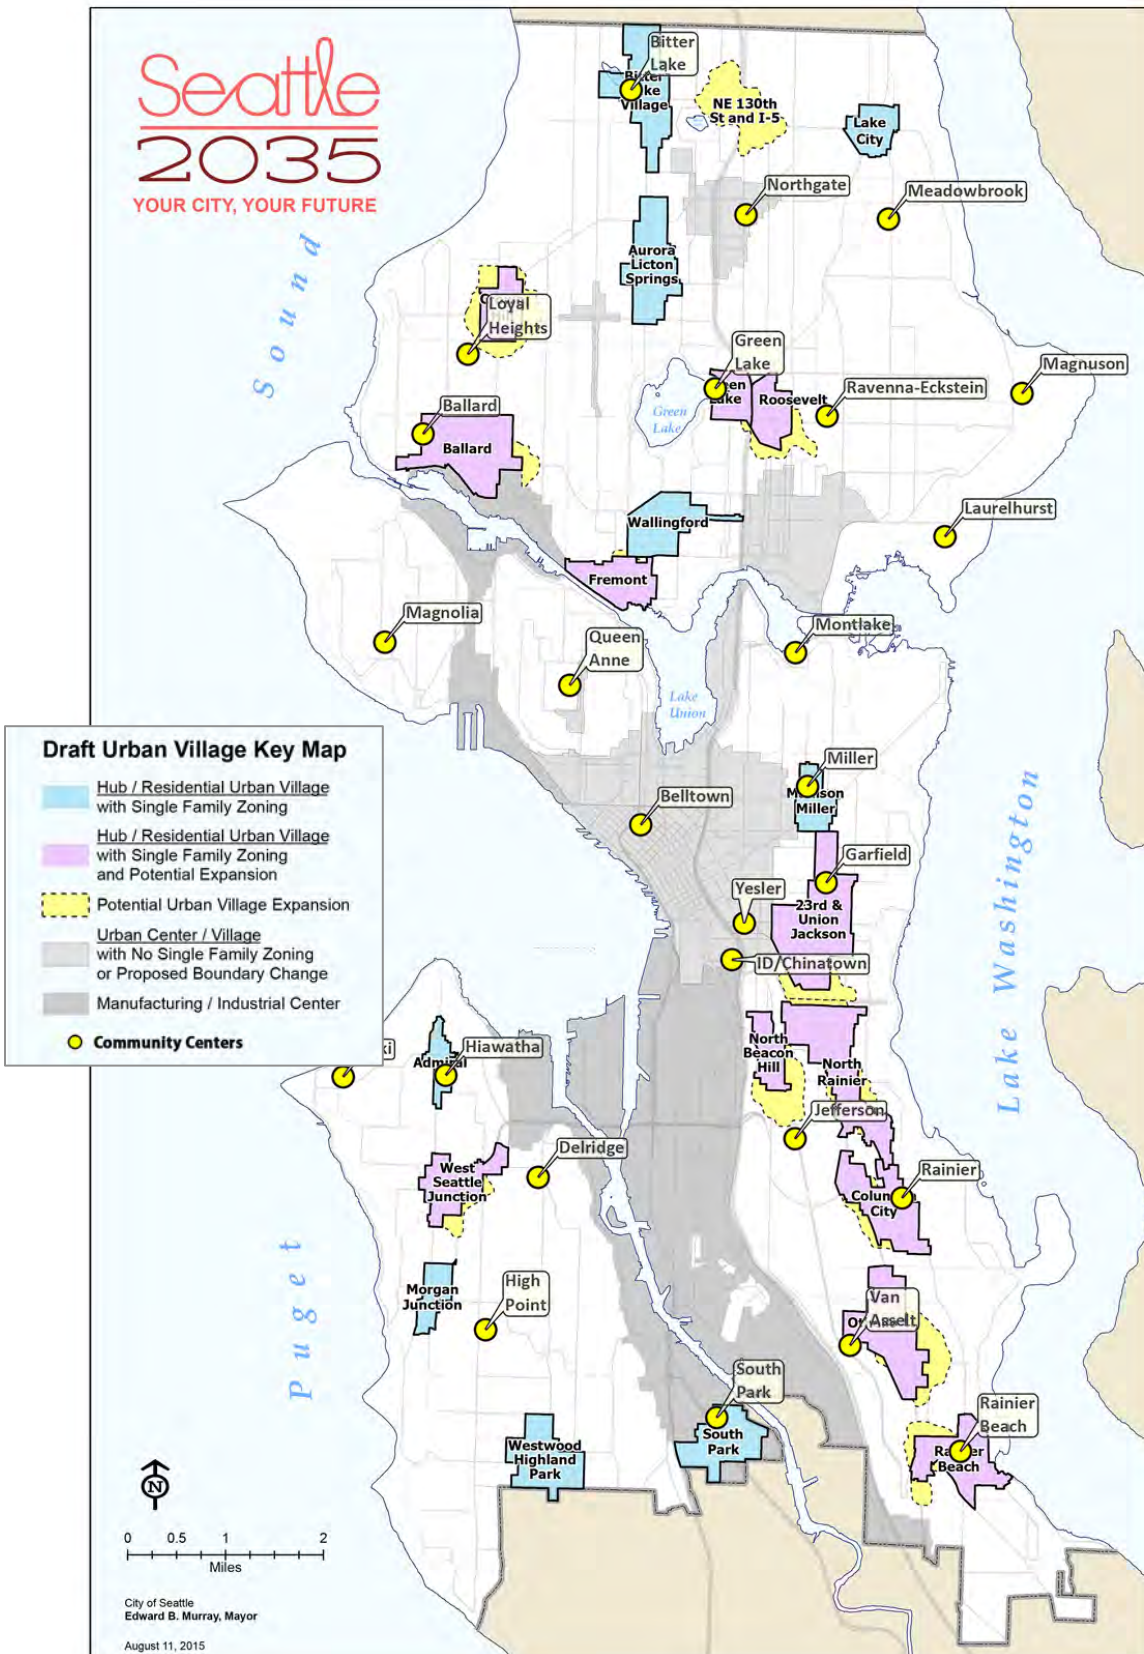 Seattle
2035
YOUR CITY, YOUR FUTURE
Bitter
Lake
Village
NE 130th
St and I-5
Lake
City
Northgate
Meadowbrook
Aurora
Licton
Springs
Sound
Loyal
Heights
Green
Lake
Magnuson
Ravenna-Eckstein
Roosevelt
Green
Lake
Ballard
Ballard
Laurelhurst
Wallingford
Fremont
Magnolia
Montlake
Queen
Anne
Lake
Union
Draft Urban Village Key Map
Hub / Residential Urban Village
with Single Family Zoning
Hub / Residential Urban Village
with Single Family Zoning
and Potential Expansion
Potential Urban Village Expansion
Urban Center / Village
with No Single Family Zoning
or Proposed Boundary Change
Manufacturing / Industrial Center
Community Centers
Miller
Miller
Belltown
Garfield
Yesler
23rd &
Union
Jackson
ID/Chinatown
Lake Washington
Hiawatha
Admiral
North
Beacon
Hill
North
Rainier
Jefferson
Delridge
West
Seattle
Junction
Rainier
City
Puget
High
Point
Morgan
Junction
Van
Asselt
South
Park
South
Park
Rainier
Beach
Beach
Westwood
Highland
Park
N
0 0.5 1 2
Miles
City of Seattle
Edward B. Murray, Mayor
August 11, 2015